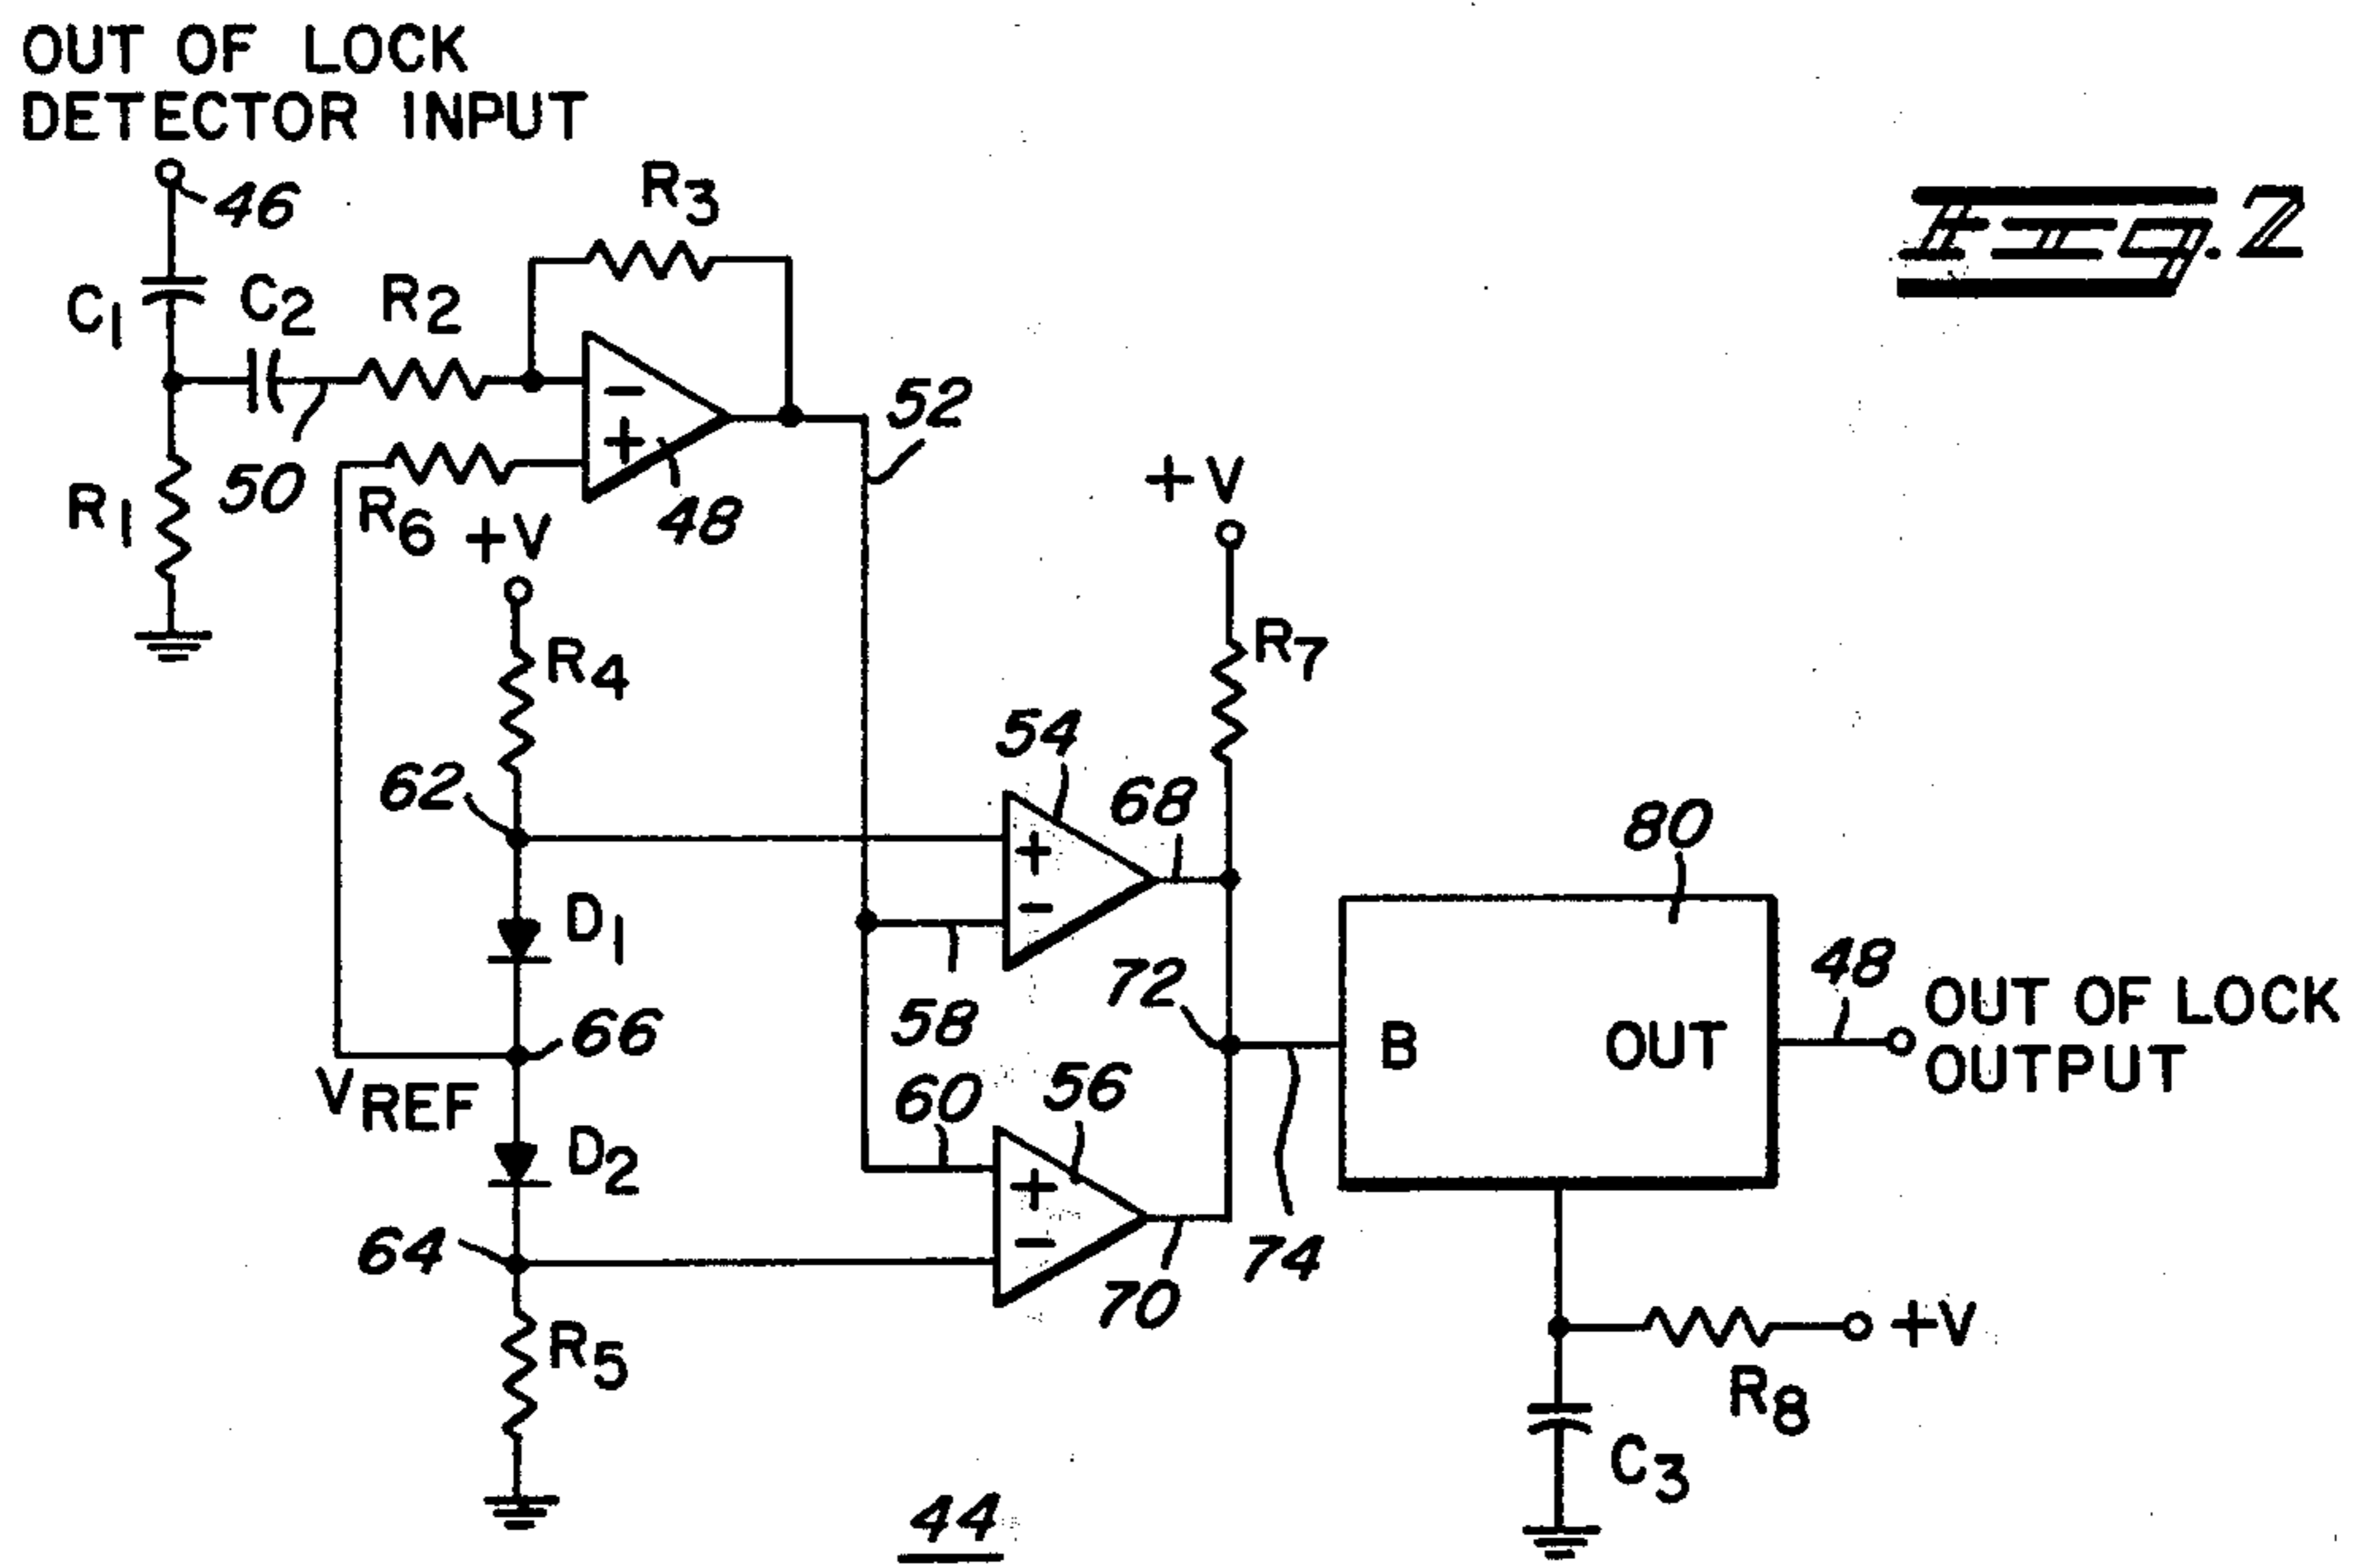 OUT OF LOCK
DETECTOR INPUT
46
R3
Fig. 2
C1
C2
R2
52
50
R1
R6
48
+V
+V
R4
R7
54
62
68
80
D1
72
48
OUT OF LOCK
OUTPUT
58
66
B
OUT
VREF
60
56
D2
64
70
74
R5
+V
R8
C3
44
+
-
+
-
-
+